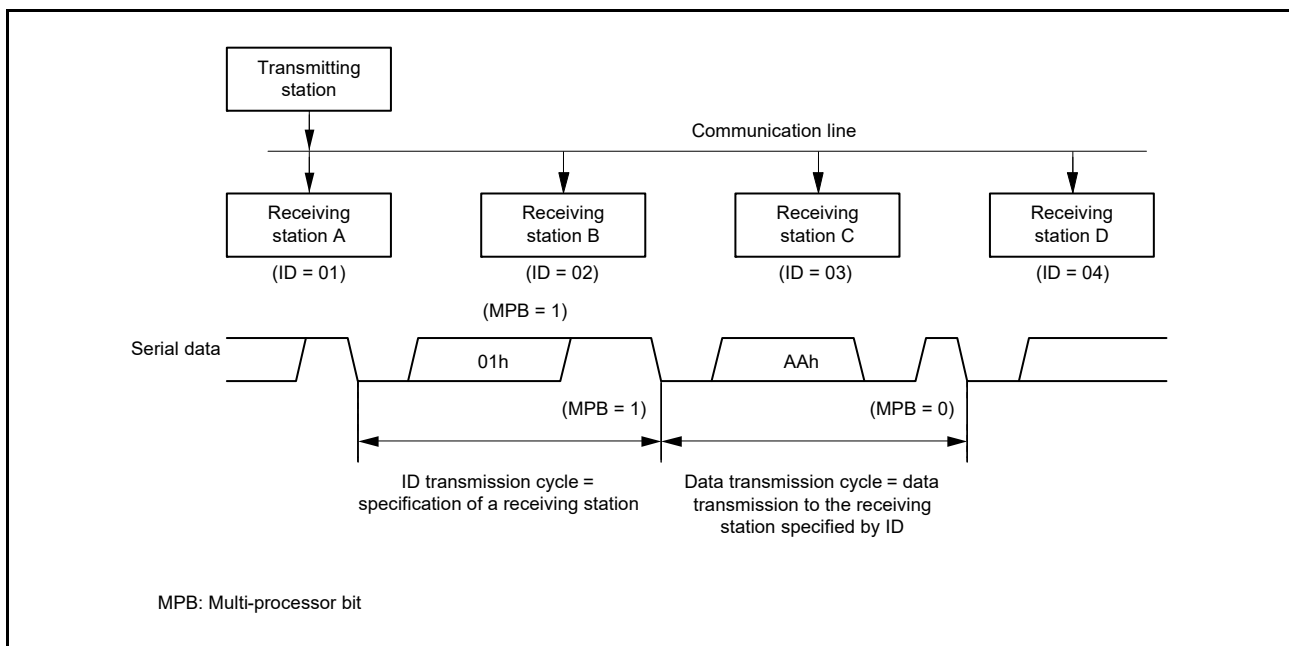 Transmitting
station
Communication line
Receiving
station A
Receiving
station B
Receiving
station C
Receiving
station D
(ID = 01)
(ID = 02)
(ID = 03)
(ID = 04)
(MPB = 1)
Serial data
01h
AAh
(MPB = 1)
(MPB = 0)
ID transmission cycle =
specification of a receiving station
Data transmission cycle = data
transmission to the receiving
station specified by ID
MPB: Multi-processor bit